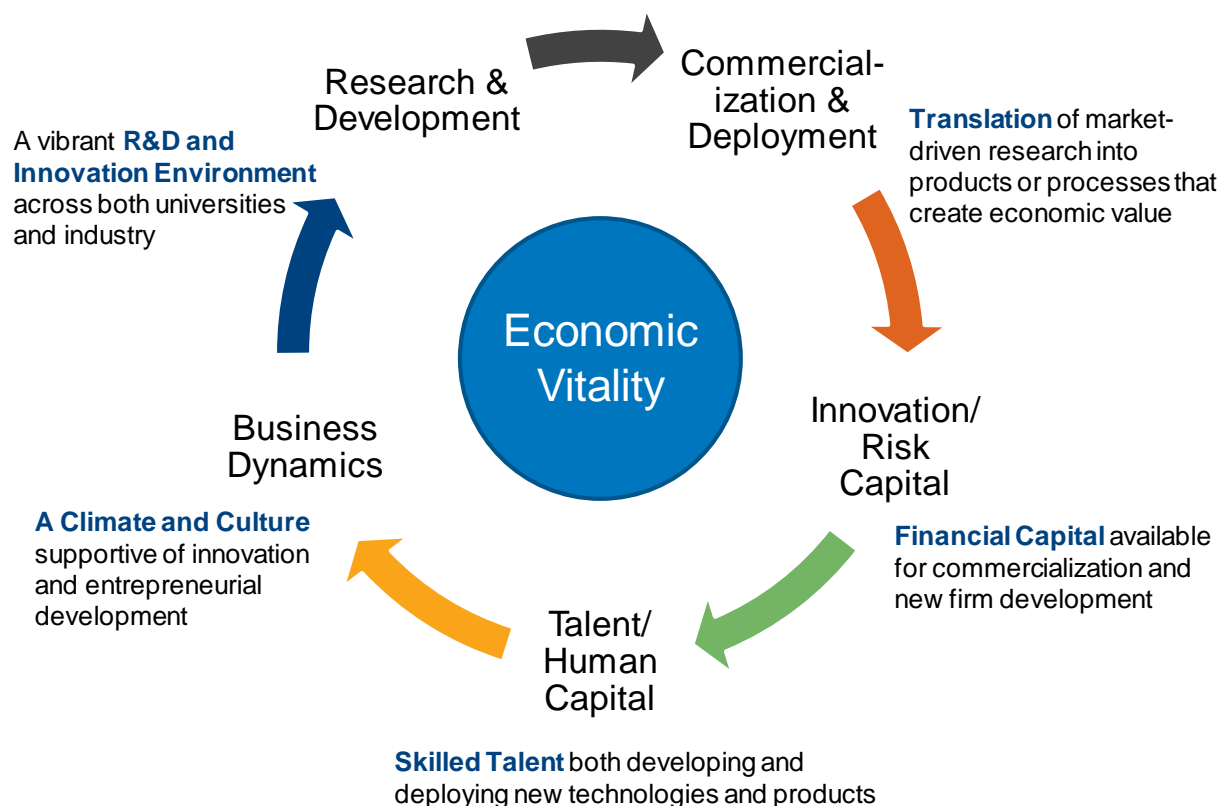 Research &
Development
Commercial-
ization &
Deployment
A vibrant R&D and
Innovation Environment
across both universities
and industry
Translation of market-
driven research into
products or processes that
create economic value
Economic
Vitality
Business
Dynamics
Innovation/
Risk
Capital
A Climate and Culture
supportive of innovation
and entrepreneurial
development
Financial Capital available
for commercialization and
new firm development
Talent/
Human
Capital
Skilled Talent both developing and
deploying new technologies and products